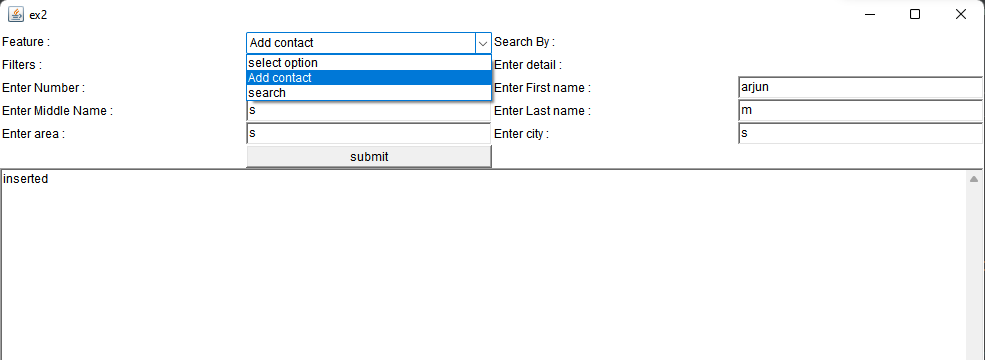 ex2
Feature : Add contact Search By :
Filters : select option Enter detail :
Add contact
Enter Number : search Enter First name : arjun
Enter Middle Name : s Enter Last name : m
Enter area : s Enter city : s
submit
inserted